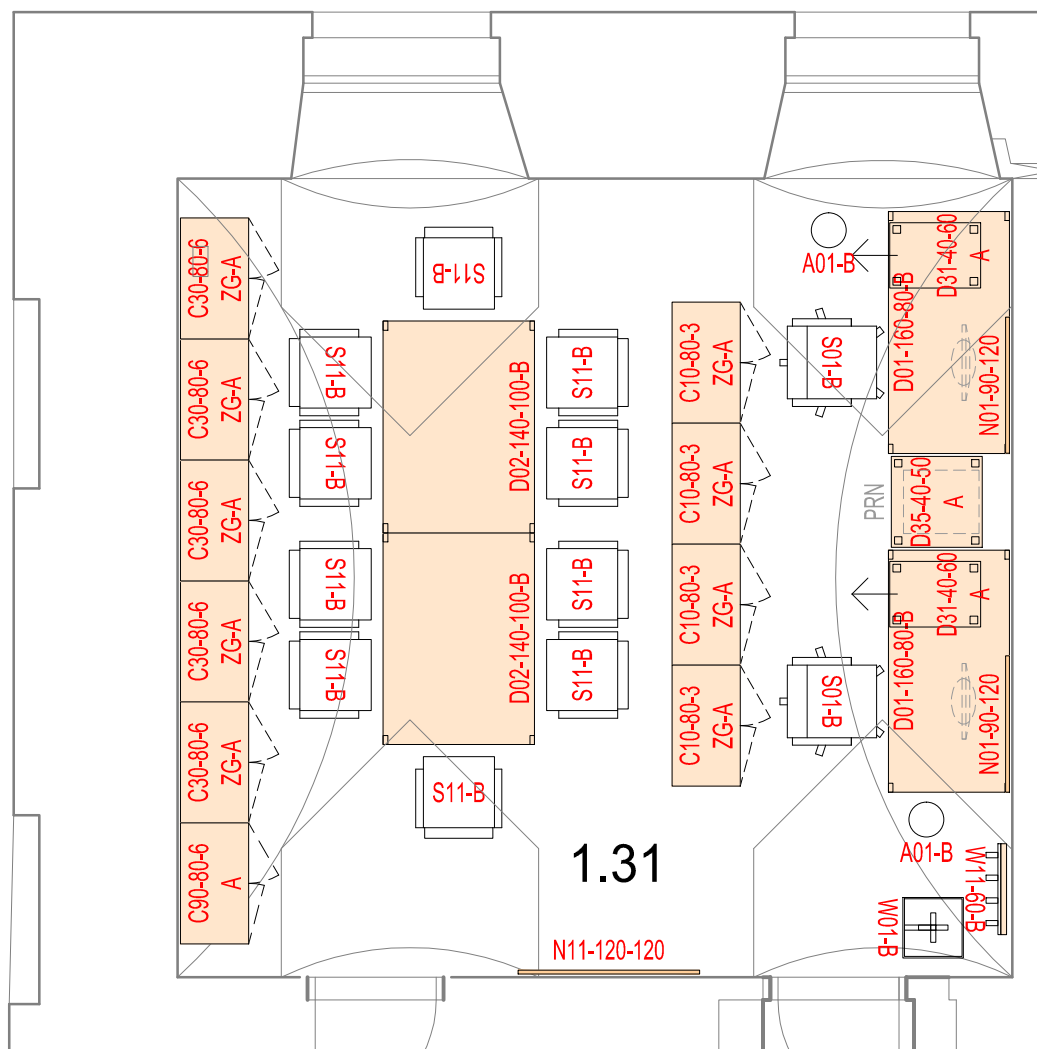 C30-80-6
ZG-A
C30-80-6
ZG-A
C30-80-6
ZG-A
C30-80-6
ZG-A
C30-80-6
ZG-A
C90-80-6
A
S11-B
S11-B
S11-B
S11-B
S11-B
D02-140-100-B
D02-140-100-B
S11-B
S11-B
S11-B
S11-B
S11-B
C10-80-3
ZG-A
C10-80-3
ZG-A
C10-80-3
ZG-A
C10-80-3
ZG-A
A01-B
S01-B
D01-160-80-B
D31-40-60
A
N01-90-120
PRN
D35-40-50
A
S01-B
D01-160-80-B
D31-40-60
A
N01-90-120
A01-B
W01-B
W11-60-B
1.31
N11-120-120